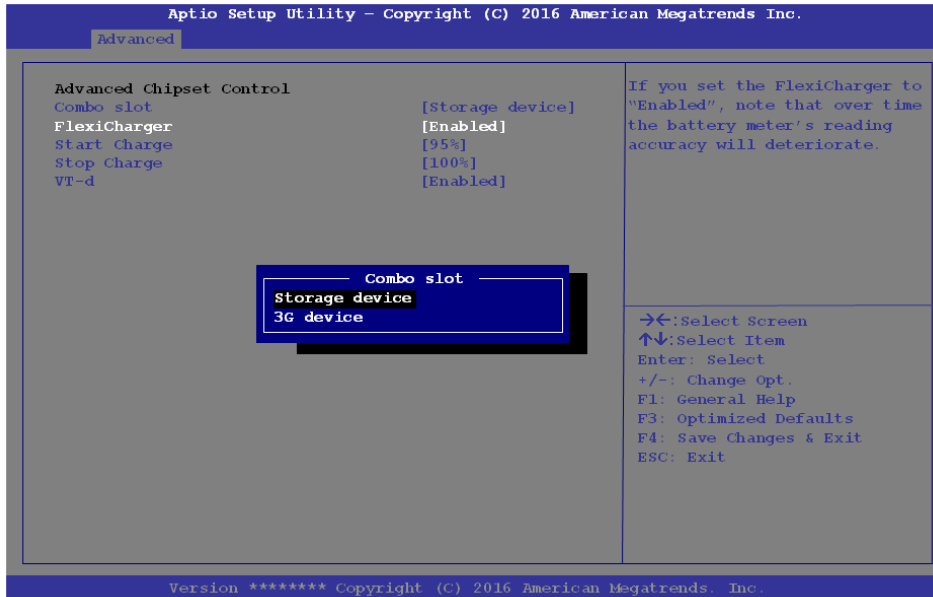 Aptio Setup Utility – Copyright (C) 2016 American Megatrends Inc.
Advanced
Advanced Chipset Control
Combo slot [Storage device]
FlexiCharger [Enabled]
Start Charge [95%]
Stop Charge [100%]
VT-d [Enabled]
If you set the FlexiCharger to
"Enabled", note that over time
the battery meter's reading
accuracy will deteriorate.
Combo slot
Storage device
3G device
→←:Select Screen
↑↓:Select Item
Enter: Select
+/-: Change Opt.
F1: General Help
F3: Optimized Defaults
F4: Save Changes & Exit
ESC: Exit
Version ******** Copyright (C) 2016 American Megatrends. Inc.